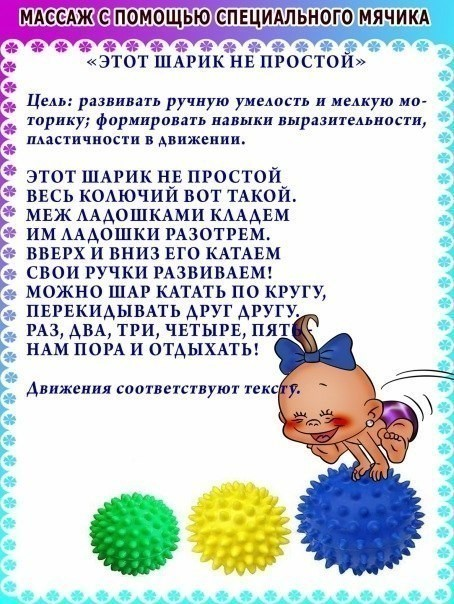 МАССАЖ С ПОМОЩЬЮ СПЕЦИАЛЬНОГО МЯЧИКА
«ЭТОТ ШАРИК НЕ ПРОСТОЙ»
Цель: развивать ручную умелость и мелкую мо-
торику; формировать навыки выразительности,
пластичности в движении.
ЭТОТ ШАРИК НЕ ПРОСТОЙ
ВЕСЬ КОЛЮЧИЙ ВОТ ТАКОЙ.
МЕЖ ЛАДОШКАМИ КЛАДЕМ
ИМ ЛАДОШКИ РАЗОТРЕМ.
ВВЕРХ И ВНИЗ ЕГО КАТАЕМ
СВОИ РУЧКИ РАЗВИВАЕМ!
МОЖНО ШАР КАТАТЬ ПО КРУГУ,
ПЕРЕКИДЫВАТЬ ДРУГ ДРУГУ.
РАЗ, ДВА, ТРИ, ЧЕТЫРЕ, ПЯТЬ -
НАМ ПОРА И ОТДЫХАТЬ!
Движения соответствуют тексту.